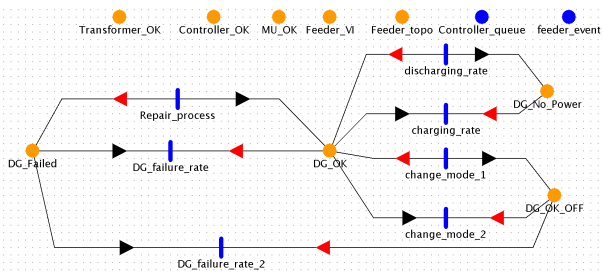 Transformer_OK
Controller_OK
MU_OK
Feeder_VI
Feeder_topo
Controller_queue
feeder_event
discharging_rate
DG_No_Power
Repair_process
charging_rate
DG_Failed
DG_failure_rate
DG_OK
change_mode_1
DG_OK_OFF
change_mode_2
DG_failure_rate_2